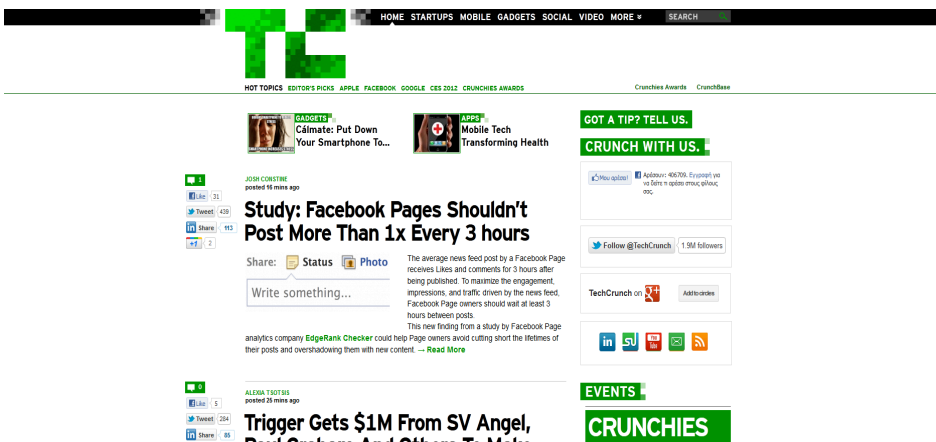 TC
HOME STARTUPS MOBILE GADGETS SOCIAL VIDEO MORE
SEARCH
HOT TOPICS EDITOR'S PICKS APPLE FACEBOOK GOOGLE CES 2012 CRUNCHIES AWARDS
Crunchies Awards CrunchBase
GADGETS
Cálmate: Put Down
Your Smartphone To...
APPS
Mobile Tech
Transforming Health
GOT A TIP? TELL US.
CRUNCH WITH US.
Μου αρέσει!
Αρέσουν: 406709. Εγγραφή για
να δείτε τι αρέσει στους φίλους
σας.
Follow @TechCrunch 1.9M followers
TechCrunch on g+ Add to circles
in
You
Tube
EVENTS
CRUNCHIES
1
Like 31
Tweet 439
in Share 113
+1 2
JOSH CONSTINE
posted 16 mins ago
Study: Facebook Pages Shouldn't
Post More Than 1x Every 3 hours
Share: Status Photo
Write something...
The average news feed post by a Facebook Page
receives Likes and comments for 3 hours after
being published. To maximize the engagement,
impressions, and traffic driven by the news feed,
Facebook Page owners should wait at least 3
hours between posts.
This new finding from a study by Facebook Page
analytics company EdgeRank Checker could help Page owners avoid cutting short the lifetimes of
their posts and overshadowing them with new content. → Read More
0
Like 5
Tweet 284
in Share 85
ALEXIA TSOTSIS
posted 25 mins ago
Trigger Gets $1M From SV Angel,
Paul Graham And Others To Make